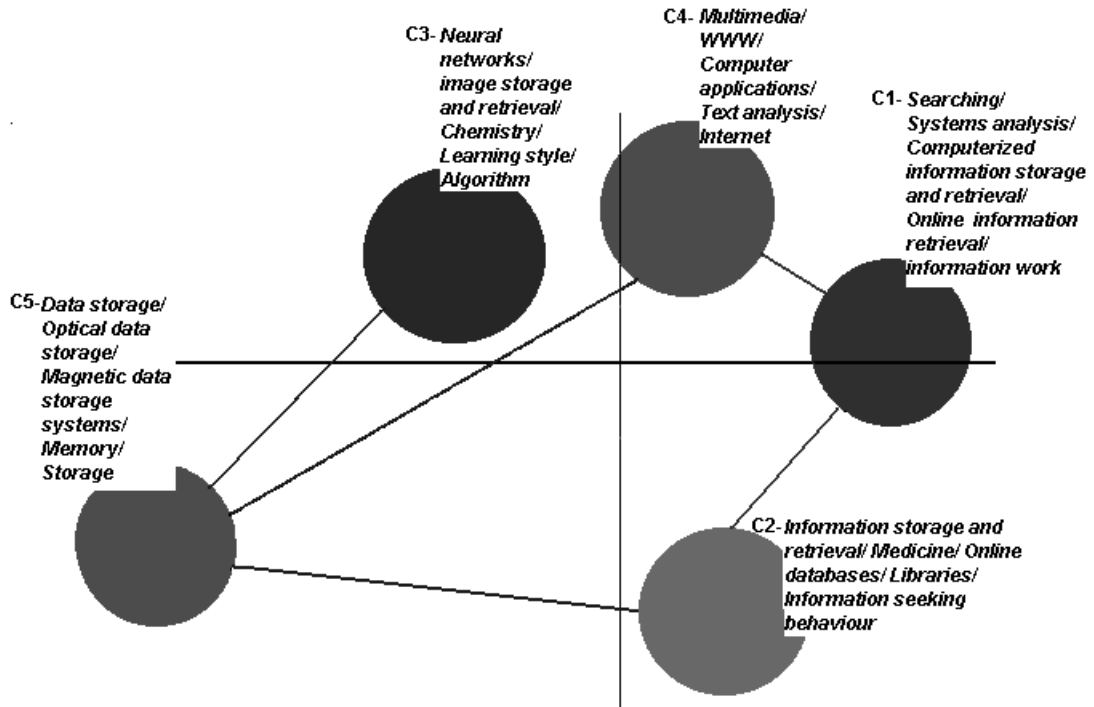 C3- Neural
networks/
image storage
and retrieval/
Chemistry/
Learning style/
Algorithm
C4- Multimedia/
WWW/
Computer
applications/
Text analysis/
Internet
C1- Searching/
Systems analysis/
Computerized
information storage
and retrieval/
Online information
retrieval/
information work
C5- Data storage/
Optical data
storage/
Magnetic data
storage
systems/
Memory/
Storage
C2- Information storage and
retrieval/ Medicine/ Online
databases/ Libraries/
Information seeking
behaviour